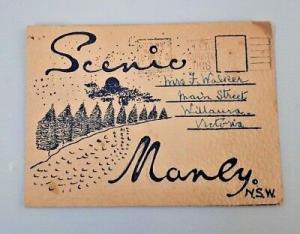 Scenic
Mrs F. Walker
Main Street
Willaura
Victoria
Manly.
N.S.W.